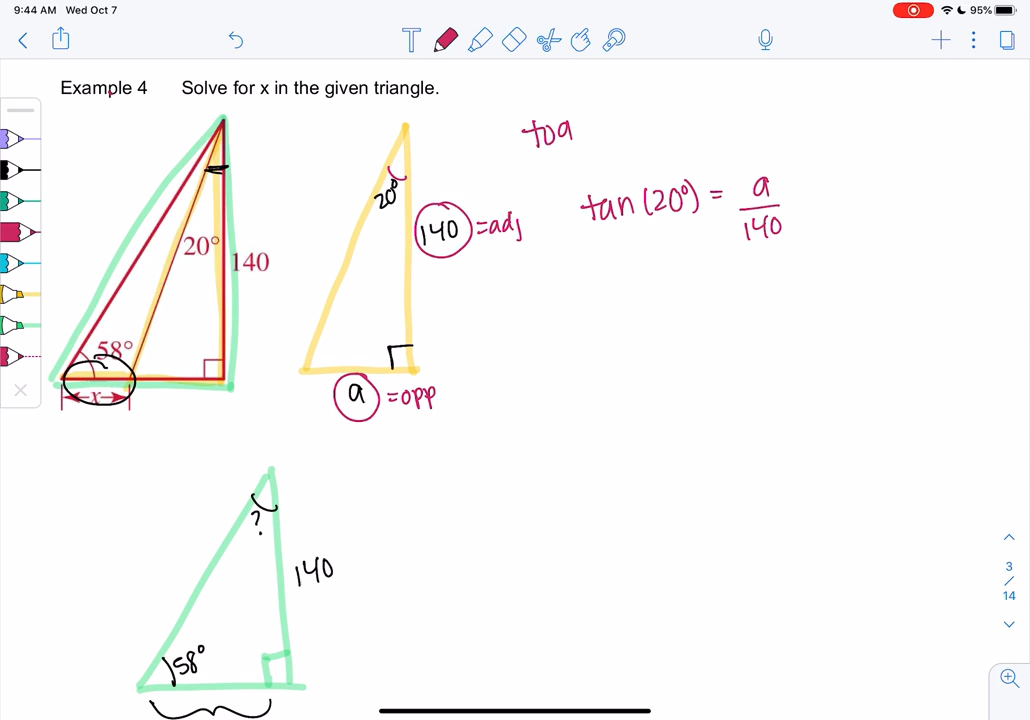 9:44 AM Wed Oct 7
95%
T
Example 4 Solve for x in the given triangle.
toa
tan (20°) = a/140
20°
140
58°
x
20°
140 = adj
a = opp
?
140
58°
3
/
14